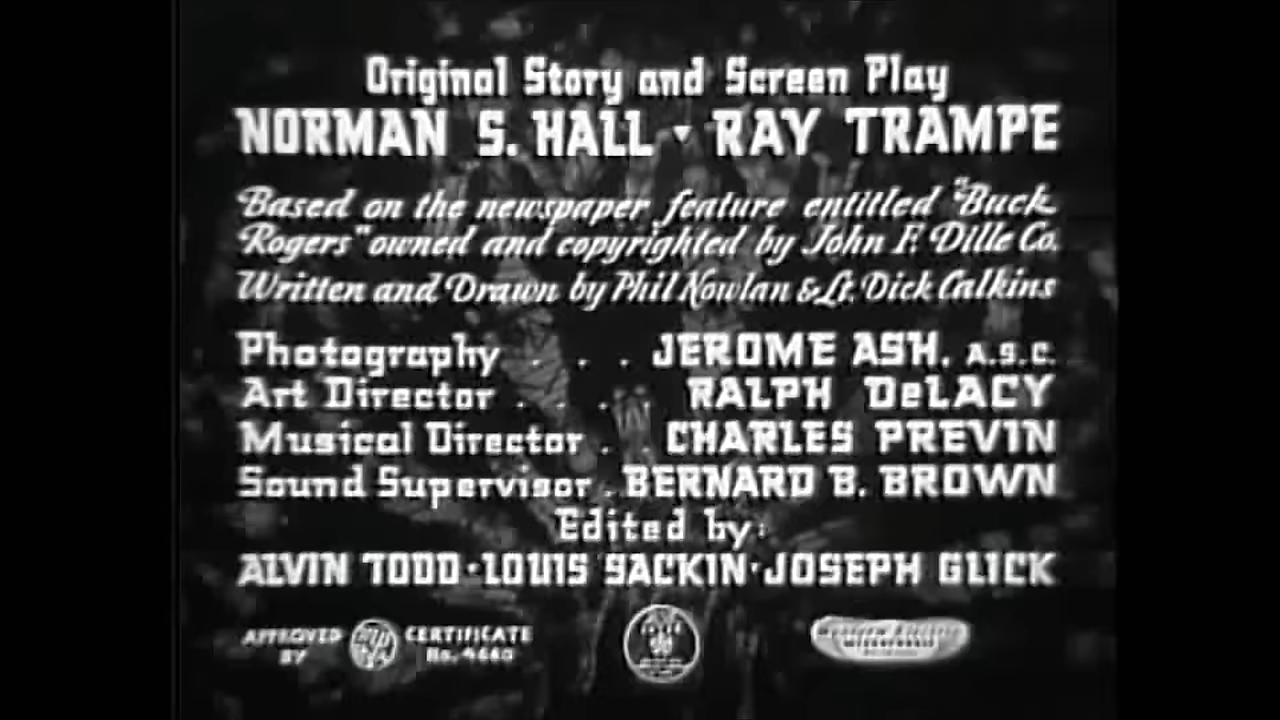 Original Story and Screen Play
NORMAN S. HALL · RAY TRAMPE
Based on the newspaper feature entitled "Buck
Rogers" owned and copyrighted by John F. Dille Co.
Written and Drawn by Phil Nowlan & Lt. Dick Calkins
Photography . . . JEROME ASH, A.S.C.
Art Director . . . RALPH DeLACY
Musical Director . CHARLES PREVIN
Sound Supervisor . BERNARD B. BROWN
Edited by:
ALVIN TODD · LOUIS SACKIN · JOSEPH GLICK
APPROVED BY
CERTIFICATE
No.